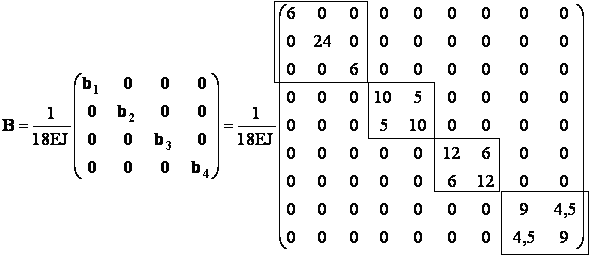 6 0 0 0 0 0 0 0 0
0 24 0 0 0 0 0 0 0
b₁ 0 0 0 0 0 6 0 0 0 0 0 0
B = 1/18EJ 0 b₂ 0 0 = 1/18EJ 0 0 0 10 5 0 0 0 0
0 0 b₃ 0 0 0 0 5 10 0 0 0 0
0 0 0 b₄ 0 0 0 0 0 12 6 0 0
0 0 0 0 0 6 12 0 0
0 0 0 0 0 0 0 9 4,5
0 0 0 0 0 0 0 4,5 9